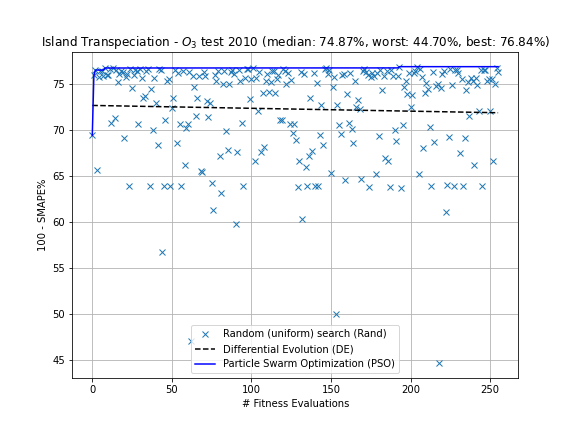 Island Transpeciation - O₃ test 2010 (median: 74.87%, worst: 44.70%, best: 76.84%)
100 - SMAPE%
75
70
65
60
55
50
45
Random (uniform) search (Rand)
Differential Evolution (DE)
Particle Swarm Optimization (PSO)
0 50 100 150 200 250
# Fitness Evaluations